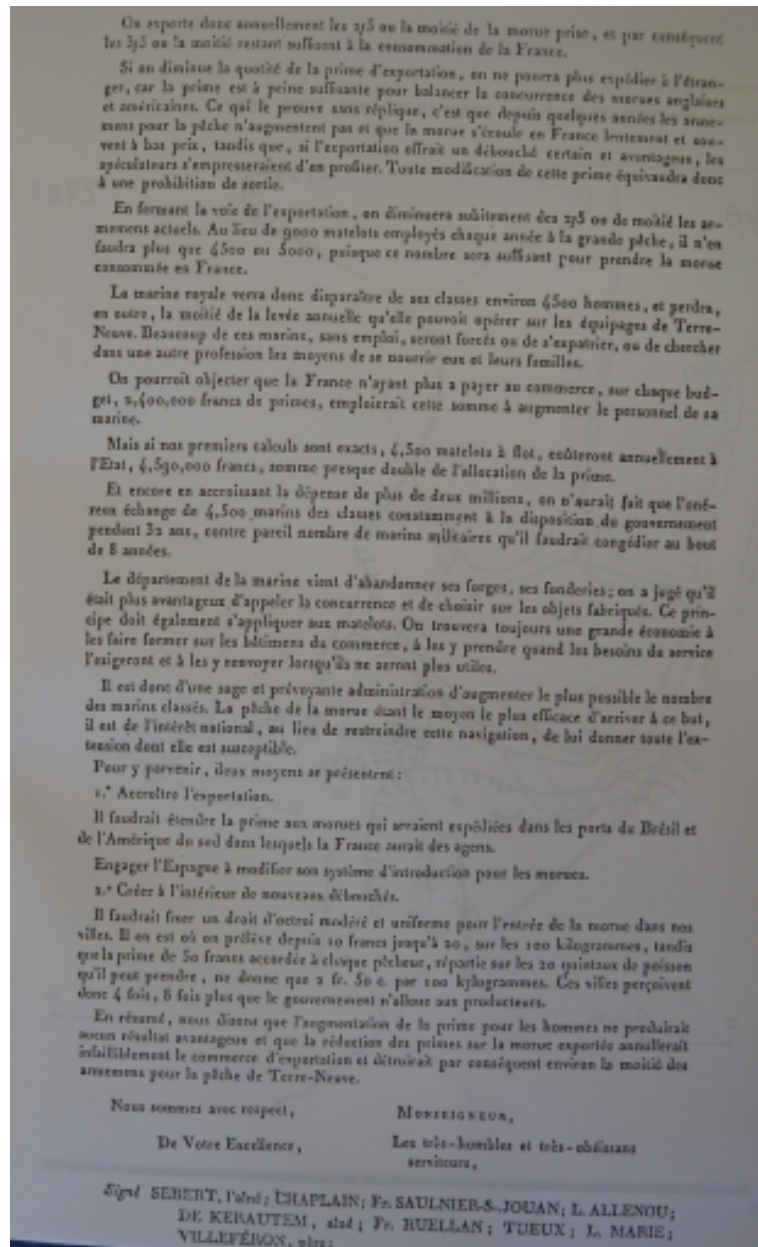 On exporte donc annuellement les 2/5 ou la moitié de la morue prise, et par conséquent
les 3/5 ou la moitié restant suffisent à la consommation de la France.
Si on diminue la quotité de la prime d'exportation, on ne pourra plus expédier à l'étran-
ger, car la prime est à peine suffisante pour balancer la concurrence des morues anglaises
et américaines. Ce qui le prouve sans réplique, c'est que depuis quelques années les arme-
mens pour la pêche n'augmentent pas et que la morue s'écoule en France lentement et sou-
vent à bas prix, tandis que, si l'exportation offrait un débouché certain et avantageux, les
spéculateurs s'empresseraient d'en profiter. Toute modification de cette prime équivaudra donc
à une prohibition de sortie.
En fermant la voie de l'exportation, on diminuera subitement des 2/5 ou de moitié les ar-
memens actuels. Au lieu de 9000 matelots employés chaque année à la grande pêche, il n'en
faudra plus que 4500 ou 5000, puisque ce nombre sera suffisant pour prendre la morue
consommée en France.
La marine royale verra donc disparaître de ses classes environ 4500 hommes, et perdra,
en outre, la moitié de la levée annuelle qu'elle pouvoit opérer sur les équipages de Terre-
Neuve. Beaucoup de ces marins, sans emploi, seront forcés ou de s'expatrier, ou de chercher
dans une autre profession les moyens de se nourrir eux et leurs familles.
On pourroit objecter que la France n'ayant plus a payer au commerce, sur chaque bud-
get, 2,400,000 francs de primes, emploierait cette somme à augmenter le personnel de sa
marine.
Mais si nos premiers calculs sont exacts, 4,500 matelots à flot, coûteront annuellement à
l'Etat, 4,590,000 francs, somme presque double de l'allocation de la prime.
Et encore en accroissant la dépense de plus de deux millions, on n'aurait fait que l'oné-
reux échange de 4,500 marins des classes constamment à la disposition du gouvernement
pendant 32 ans, contre pareil nombre de marins militaires qu'il faudrait congédier au bout
de 8 années.
Le département de la marine vient d'abandonner ses forges, ses fonderies; on a jugé qu'il
était plus avantageux d'appeler la concurrence et de choisir sur les objets fabriqués. Ce prin-
cipe doit également s'appliquer aux matelots. On trouvera toujours une grande économie à
les faire former sur les bâtimens du commerce, à les y prendre quand les besoins du service
l'exigeront et à les y renvoyer lorsqu'ils ne seront plus utiles.
Il est donc d'une sage et prévoyante administration d'augmenter le plus possible le nombre
des marins classés. La pêche de la morue étant le moyen le plus efficace d'arriver à ce but,
il est de l'intérêt national, au lieu de restreindre cette navigation, de lui donner toute l'ex-
tension dont elle est susceptible.
Pour y parvenir, deux moyens se présentent :
1.° Accroître l'exportation.
Il faudrait étendre la prime aux morues qui seraient expédiées dans les ports du Brésil et
de l'Amérique du sud dans lesquels la France aurait des agens.
Engager l'Espagne à modifier son système d'introduction pour les morues.
2.° Créer à l'intérieur de nouveaux débouchés.
Il faudrait fixer un droit d'octroi modéré et uniforme pour l'entrée de la morue dans nos
villes. Il en est où on prélève depuis 10 francs jusqu'à 20, sur les 100 kilogrammes, tandis
que la prime de 50 francs accordée à chaque pêcheur, répartie sur les 20 quintaux de poisson
qu'il peut prendre, ne donne que 2 fr. 50 c. par 100 kylogrammes. Ces villes perçoivent
donc 4 fois, 8 fois plus que le gouvernement n'alloue aux producteurs.
En résumé, nous disons que l'augmentation de la prime pour les hommes ne produirait
aucun résultat avantageux et que la réduction des primes sur la morue exportée annullerait
infailliblement le commerce d'exportation et détruirait par conséquent environ la moitié des
armemens pour la pêche de Terre-Neuve.
Nous sommes avec respect,
MONSEIGNEUR,
De Votre Excellence,
Les très-humbles et très-obéissans
serviteurs,
Signé SEBERT, l'aîné; CHAPLAIN; Fr. SAULNIER-S.-JOUAN; L. ALLENOU;
DE KERAUTEM, aîné; Fr. RUELLAN; TUEUX; L. MARIE;
VILLEFÉRON, père;